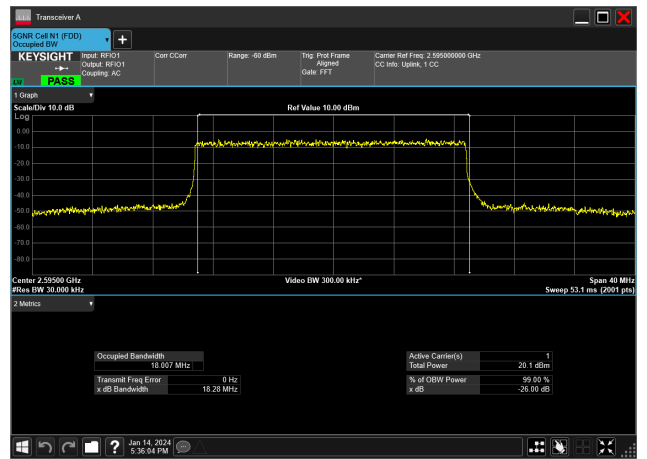 Transceiver A
5GNR Cell N1 (FDD)
Occupied BW
KEYSIGHT
Input: RFIO1
Output: RFIO1
Coupling: AC
Corr CCorr
Range: -60 dBm
Trig: Prot Frame
Aligned
Gate: FFT
Carrier Ref Freq: 2.595000000 GHz
CC Info: Uplink, 1 CC
PASS
1 Graph
Scale/Div 10.0 dB
Ref Value 10.00 dBm
Log
0.00
-10.0
-20.0
-30.0
-40.0
-50.0
-60.0
-70.0
-80.0
Center 2.59500 GHz
Video BW 300.00 kHz*
Span 40 MHz
#Res BW 30.000 kHz
Sweep 53.1 ms (2001 pts)
2 Metrics
Occupied Bandwidth
18.007 MHz
Transmit Freq Error 0 Hz
x dB Bandwidth 18.28 MHz
Active Carrier(s) 1
Total Power 20.1 dBm
% of OBW Power 99.00 %
x dB -26.00 dB
Jan 14, 2024
5:36:04 PM